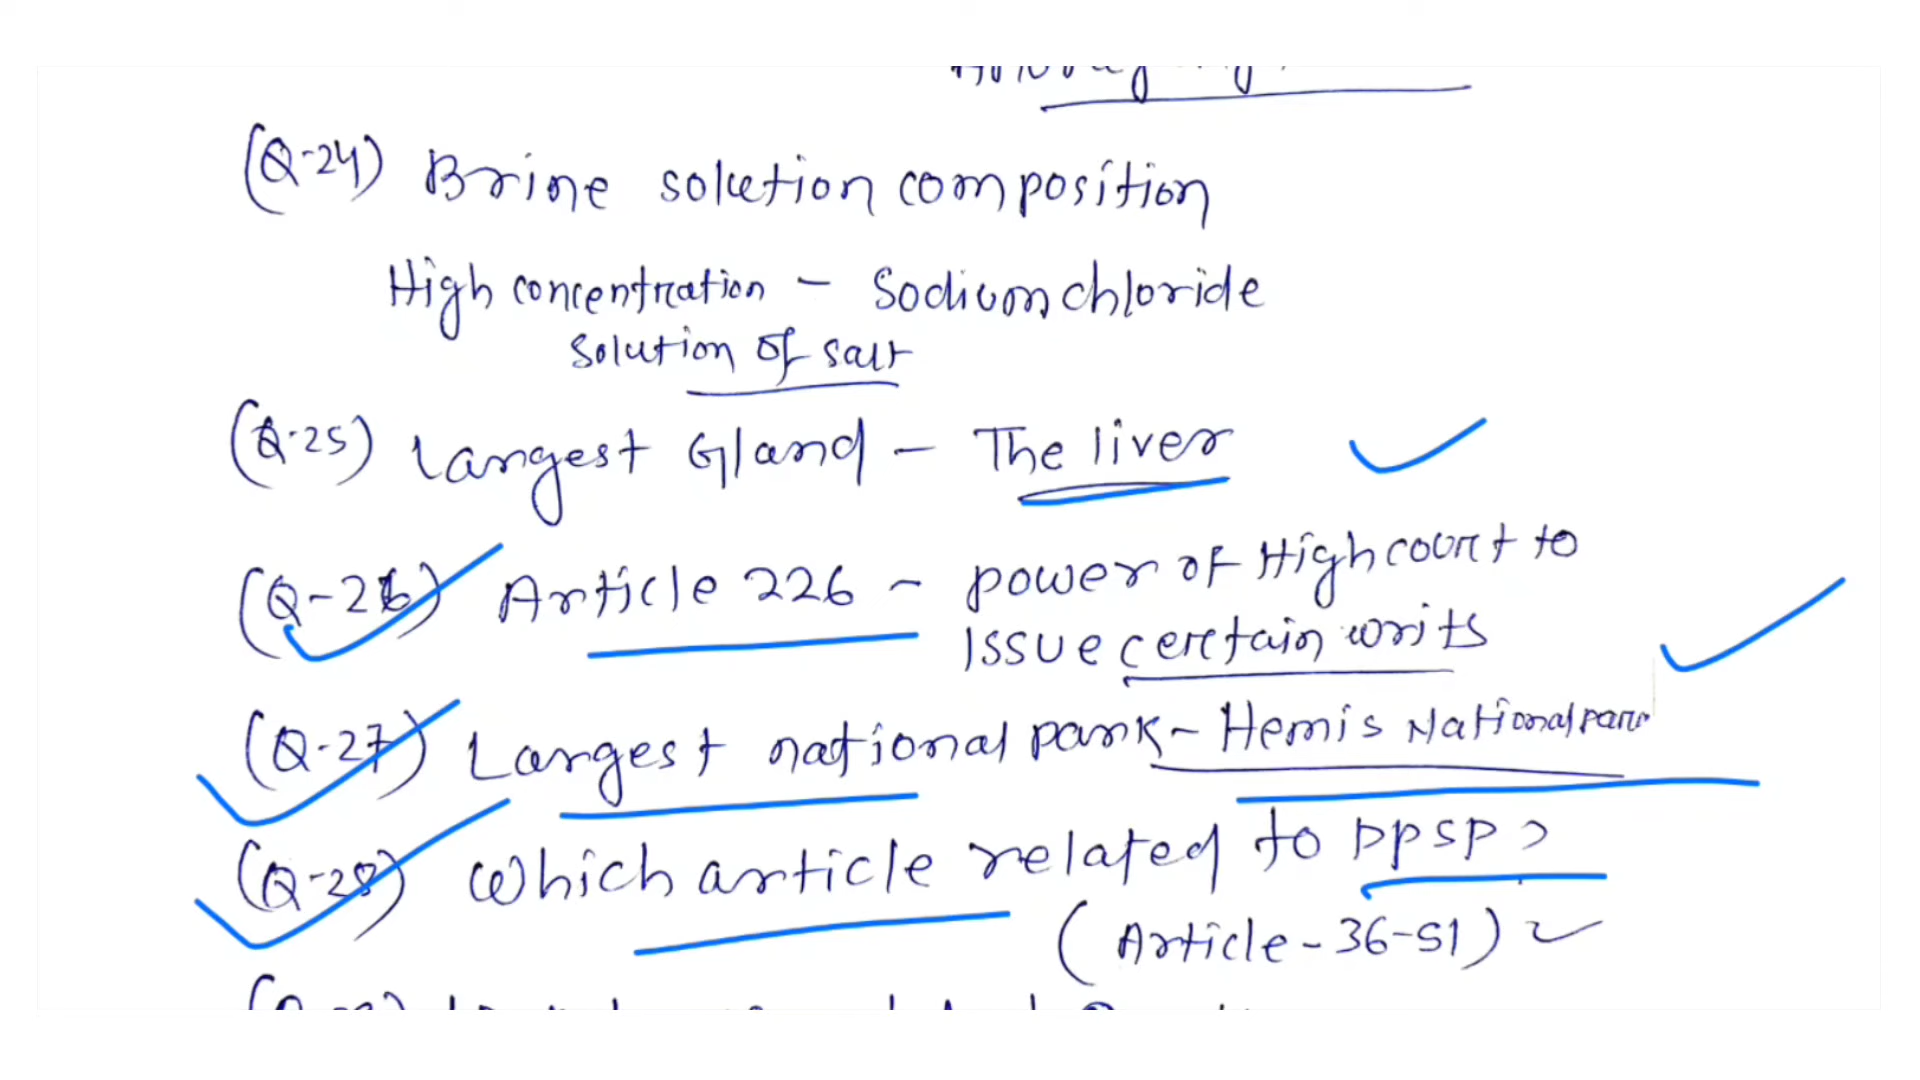 (Q-24) Brine solution composition
High concentration - Sodium chloride
Solution of salt
(Q-25) Largest Gland - The liver
(Q-26) Article 226 - power of High court to
Issue certain writs
(Q-27) Largest national park - Hemis National park
(Q-28) Which article related to DPSP?
(Article-36-51)